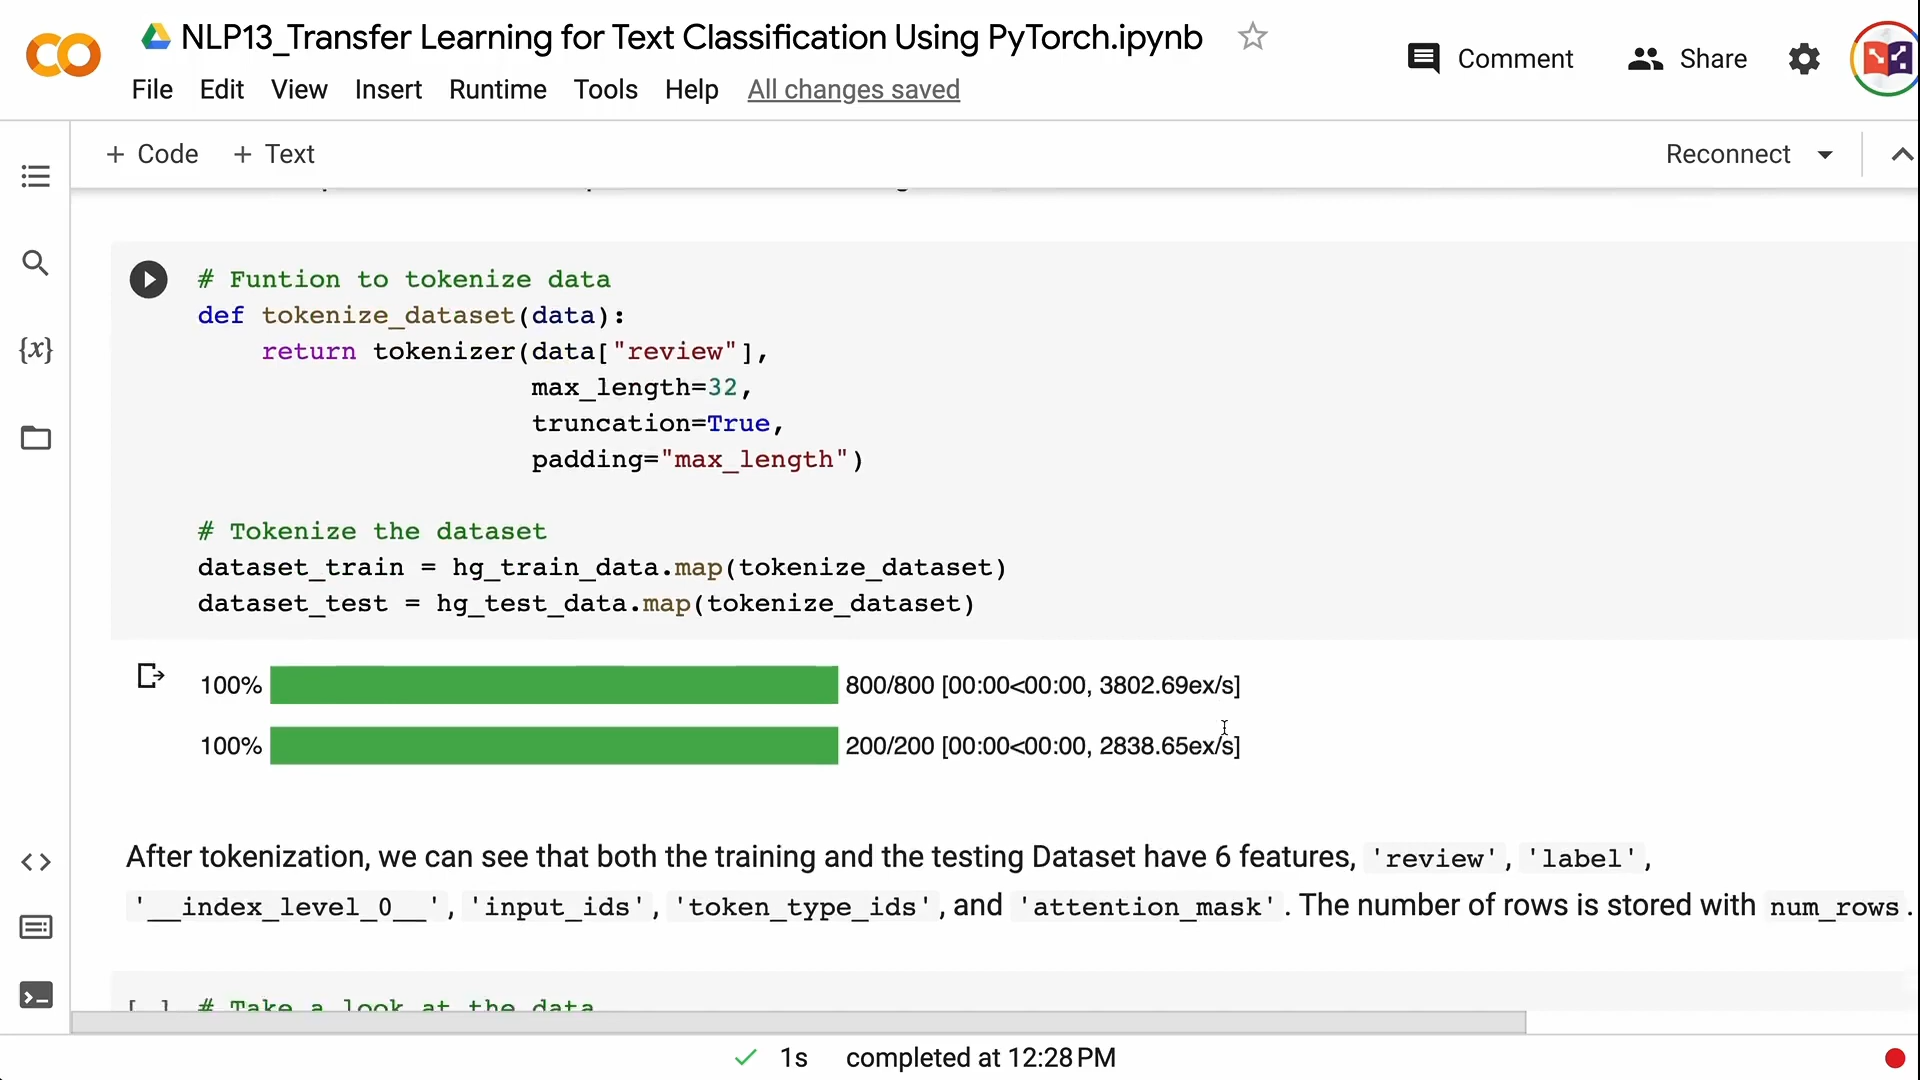 NLP13_Transfer Learning for Text Classification Using PyTorch.ipynb
Comment
Share
File Edit View Insert Runtime Tools Help All changes saved
+ Code + Text
Reconnect
# Funtion to tokenize data
def tokenize_dataset(data):
    return tokenizer(data["review"],
                     max_length=32,
                     truncation=True,
                     padding="max_length")
# Tokenize the dataset
dataset_train = hg_train_data.map(tokenize_dataset)
dataset_test = hg_test_data.map(tokenize_dataset)
100% 800/800 [00:00<00:00, 3802.69ex/s]
100% 200/200 [00:00<00:00, 2838.65ex/s]
After tokenization, we can see that both the training and the testing Dataset have 6 features, 'review', 'label',
'__index_level_0__', 'input_ids', 'token_type_ids', and 'attention_mask'. The number of rows is stored with num_rows.
[ ] # Take a look at the data
1s completed at 12:28 PM